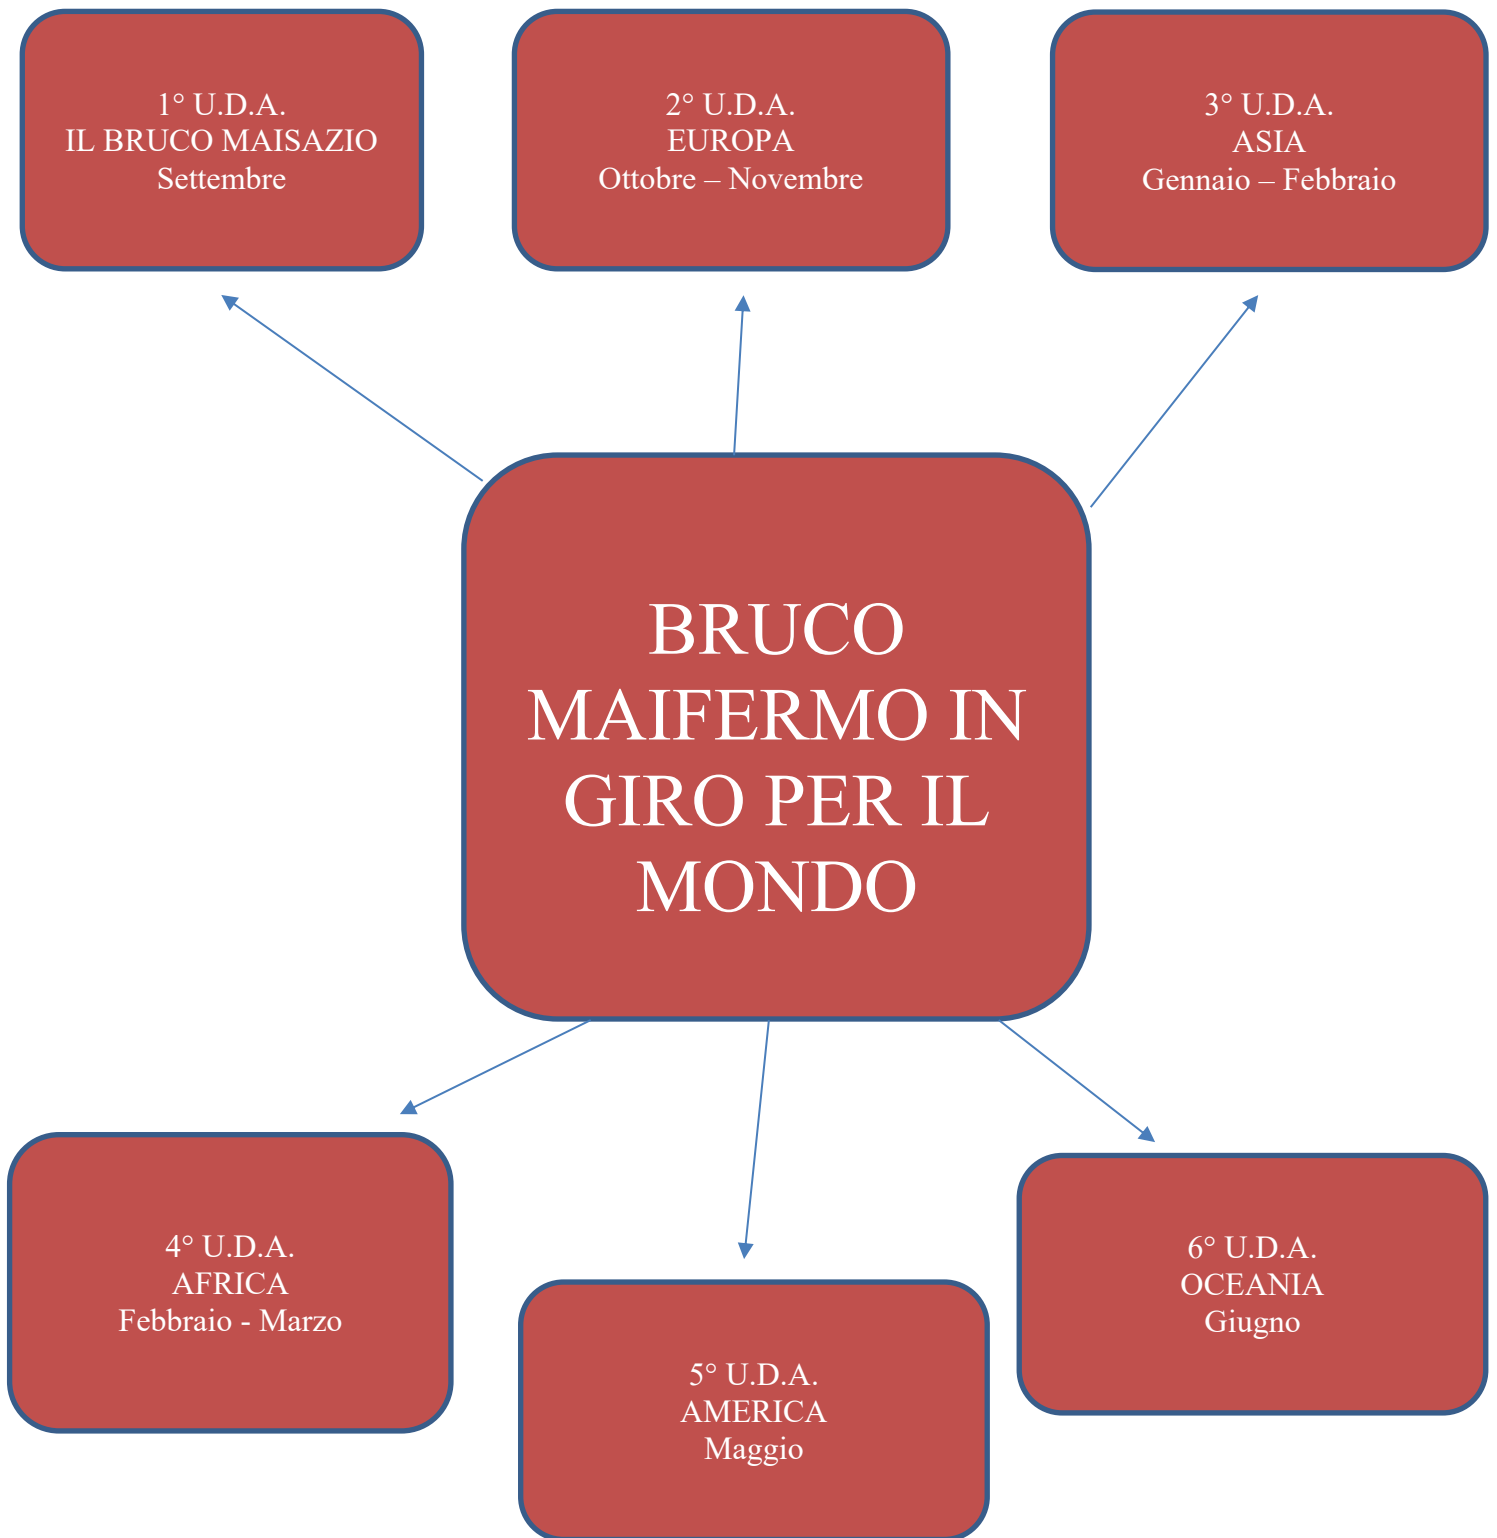 1° U.D.A.
IL BRUCO MAISAZIO
Settembre
2° U.D.A.
EUROPA
Ottobre – Novembre
3° U.D.A.
ASIA
Gennaio – Febbraio
BRUCO
MAIFERMO IN
GIRO PER IL
MONDO
4° U.D.A.
AFRICA
Febbraio - Marzo
5° U.D.A.
AMERICA
Maggio
6° U.D.A.
OCEANIA
Giugno